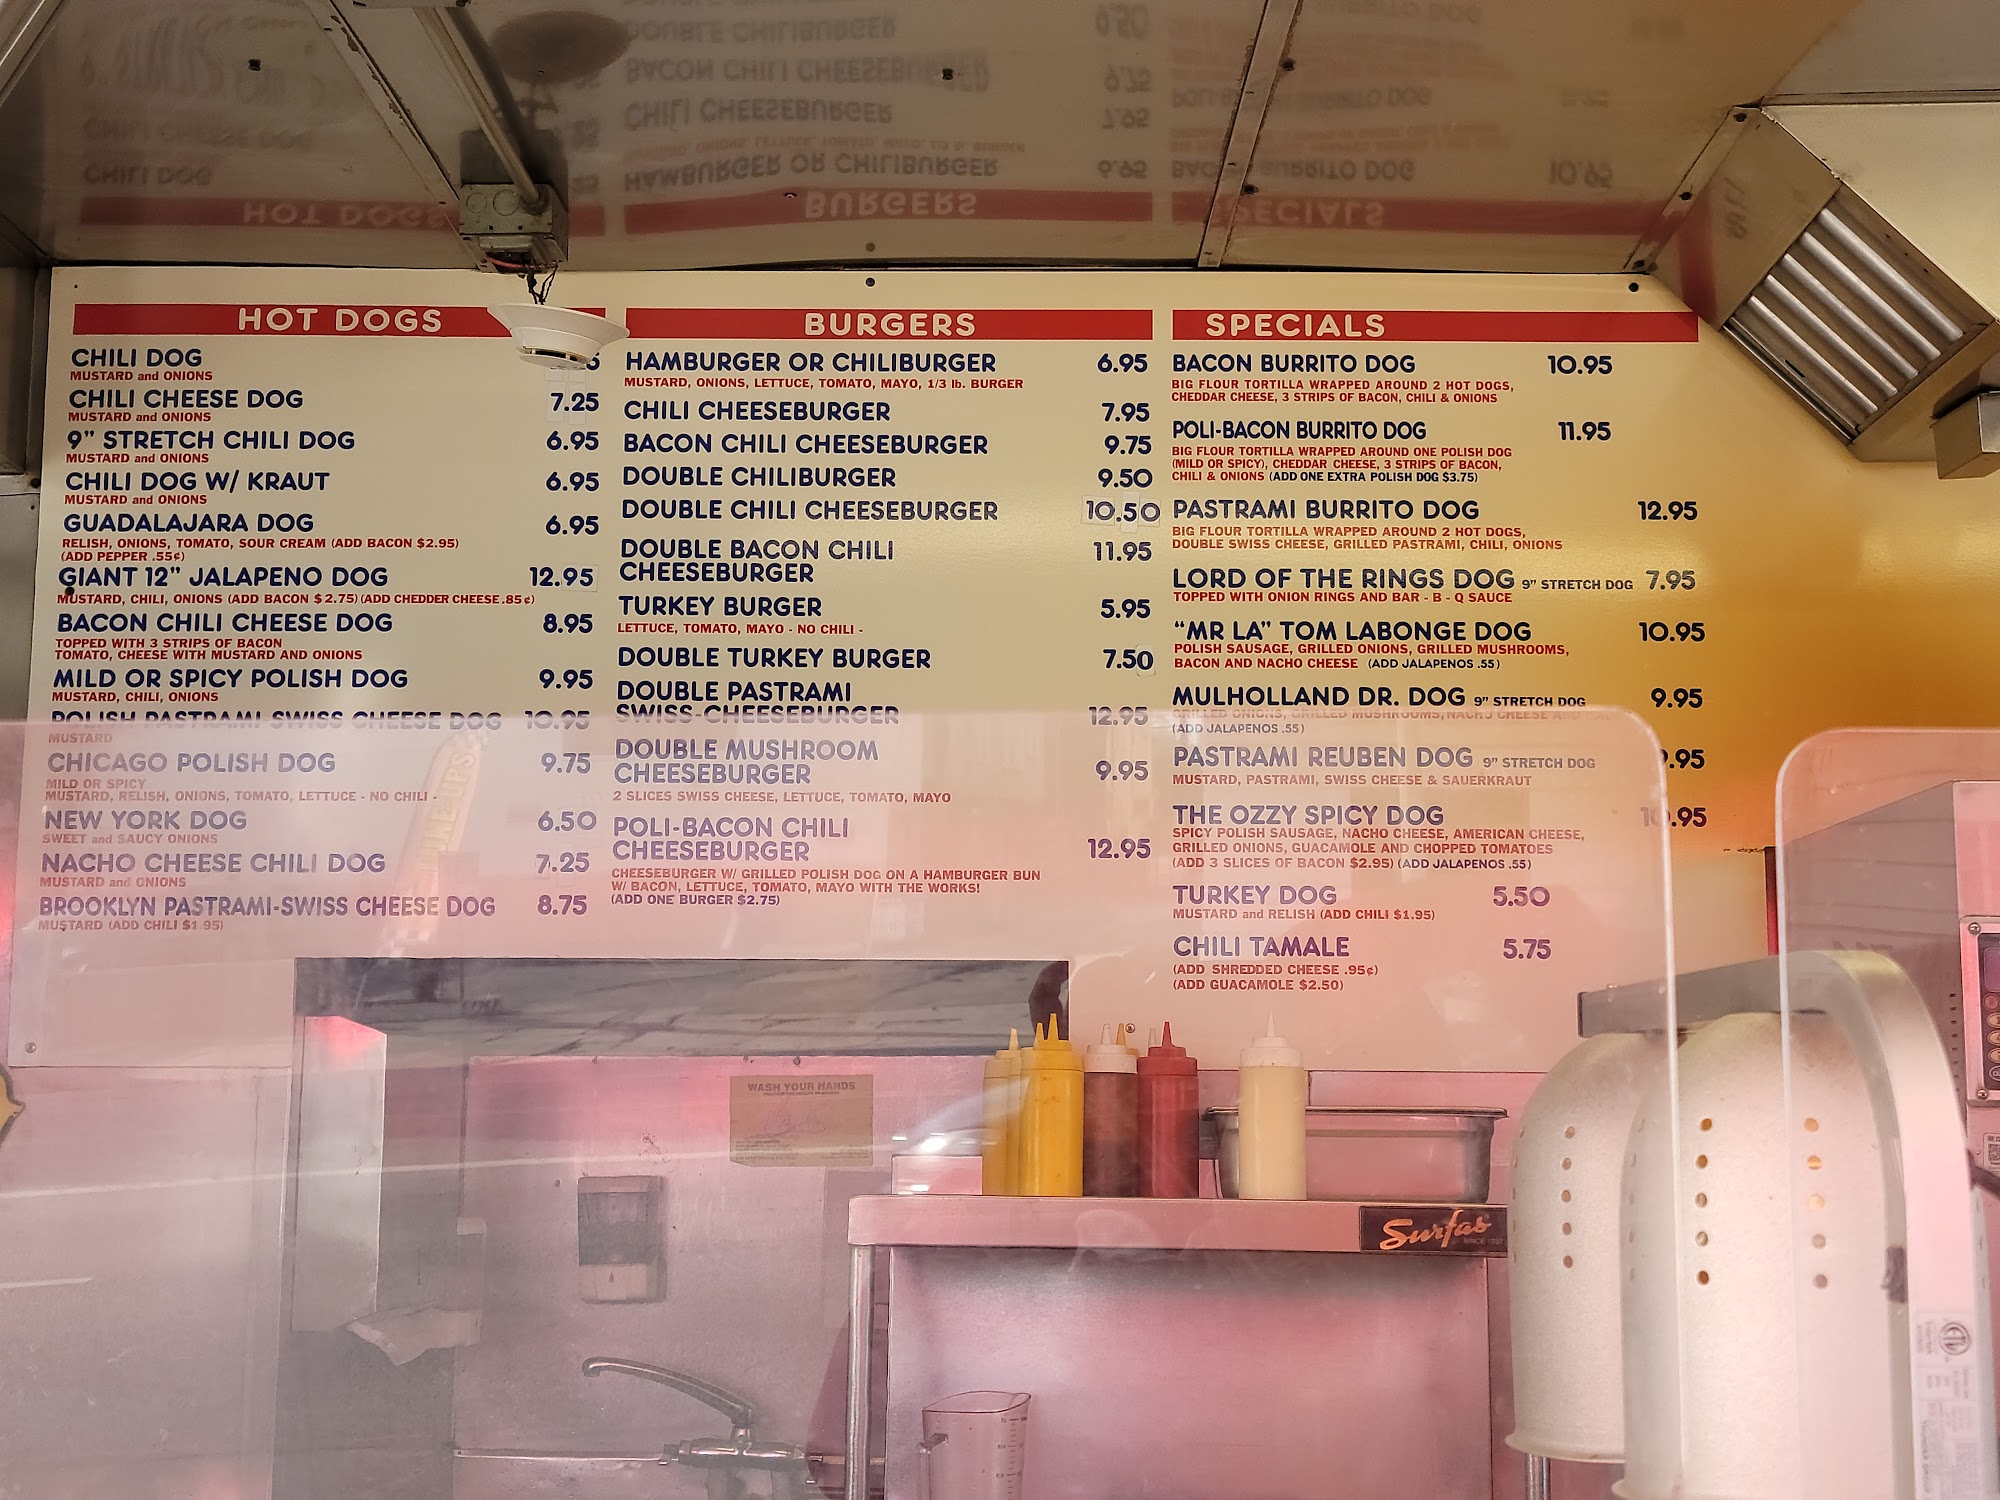 HOT DOGS
CHILI DOG
MUSTARD and ONIONS
CHILI CHEESE DOG 7.25
MUSTARD and ONIONS
9” STRETCH CHILI DOG 6.95
MUSTARD and ONIONS
CHILI DOG W/ KRAUT 6.95
MUSTARD and ONIONS
GUADALAJARA DOG 6.95
RELISH, ONIONS, TOMATO, SOUR CREAM (ADD BACON $2.95)
(ADD PEPPER .55¢)
GIANT 12” JALAPENO DOG 12.95
MUSTARD, CHILI, ONIONS (ADD BACON $2.75) (ADD CHEDDER CHEESE .85¢)
BACON CHILI CHEESE DOG 8.95
TOPPED WITH 3 STRIPS OF BACON
TOMATO, CHEESE WITH MUSTARD AND ONIONS
MILD OR SPICY POLISH DOG 9.95
MUSTARD, CHILI, ONIONS
POLISH PASTRAMI-SWISS CHEESE DOG 10.95
MUSTARD
CHICAGO POLISH DOG 9.75
MILD OR SPICY
MUSTARD, RELISH, ONIONS, TOMATO, LETTUCE - NO CHILI -
NEW YORK DOG 6.50
SWEET and SAUCY ONIONS
NACHO CHEESE CHILI DOG 7.25
MUSTARD and ONIONS
BROOKLYN PASTRAMI-SWISS CHEESE DOG 8.75
MUSTARD (ADD CHILI $1.95)
BURGERS
HAMBURGER OR CHILIBURGER 6.95
MUSTARD, ONIONS, LETTUCE, TOMATO, MAYO, 1/3 lb. BURGER
CHILI CHEESEBURGER 7.95
BACON CHILI CHEESEBURGER 9.75
DOUBLE CHILIBURGER 9.50
DOUBLE CHILI CHEESEBURGER 10.50
DOUBLE BACON CHILI 11.95
CHEESEBURGER
TURKEY BURGER 5.95
LETTUCE, TOMATO, MAYO - NO CHILI -
DOUBLE TURKEY BURGER 7.50
DOUBLE PASTRAMI
SWISS-CHEESEBURGER 12.95
DOUBLE MUSHROOM
CHEESEBURGER 9.95
2 SLICES SWISS CHEESE, LETTUCE, TOMATO, MAYO
POLI-BACON CHILI
CHEESEBURGER 12.95
CHEESEBURGER W/ GRILLED POLISH DOG ON A HAMBURGER BUN
W/ BACON, LETTUCE, TOMATO, MAYO WITH THE WORKS!
(ADD ONE BURGER $2.75)
SPECIALS
BACON BURRITO DOG 10.95
BIG FLOUR TORTILLA WRAPPED AROUND 2 HOT DOGS,
CHEDDAR CHEESE, 3 STRIPS OF BACON, CHILI & ONIONS
POLI-BACON BURRITO DOG 11.95
BIG FLOUR TORTILLA WRAPPED AROUND ONE POLISH DOG
(MILD OR SPICY), CHEDDAR CHEESE, 3 STRIPS OF BACON,
CHILI & ONIONS (ADD ONE EXTRA POLISH DOG $3.75)
PASTRAMI BURRITO DOG 12.95
BIG FLOUR TORTILLA WRAPPED AROUND 2 HOT DOGS,
DOUBLE SWISS CHEESE, GRILLED PASTRAMI, CHILI, ONIONS
LORD OF THE RINGS DOG 9” STRETCH DOG 7.95
TOPPED WITH ONION RINGS AND BAR - B - Q SAUCE
“MR LA” TOM LABONGE DOG 10.95
POLISH SAUSAGE, GRILLED ONIONS, GRILLED MUSHROOMS,
BACON AND NACHO CHEESE (ADD JALAPENOS .55)
MULHOLLAND DR. DOG 9” STRETCH DOG 9.95
GRILLED ONIONS, GRILLED MUSHROOMS, NACHO CHEESE AND
(ADD JALAPENOS .55)
PASTRAMI REUBEN DOG 9” STRETCH DOG .95
MUSTARD, PASTRAMI, SWISS CHEESE & SAUERKRAUT
THE OZZY SPICY DOG 10.95
SPICY POLISH SAUSAGE, NACHO CHEESE, AMERICAN CHEESE,
GRILLED ONIONS, GUACAMOLE AND CHOPPED TOMATOES
(ADD 3 SLICES OF BACON $2.95) (ADD JALAPENOS .55)
TURKEY DOG 5.50
MUSTARD and RELISH (ADD CHILI $1.95)
CHILI TAMALE 5.75
(ADD SHREDDED CHEESE .95¢)
(ADD GUACAMOLE $2.50)
WASH YOUR HANDS
Surfas